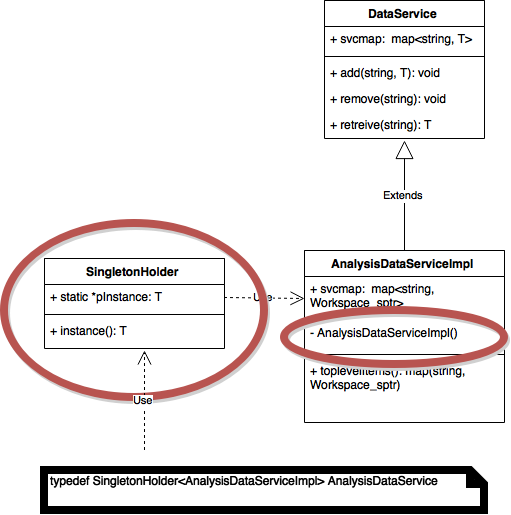 DataService
+ svcmap:  map<string, T>
+ add(string, T): void
+ remove(string): void
+ retreive(string): T
Extends
SingletonHolder
+ static *pInstance: T
+ instance(): T
Use
AnalysisDataServiceImpl
+ svcmap:  map<string,
Workspace_sptr>
- AnalysisDataServiceImpl()
+ toplevelItems(): map(string,
Workspace_sptr)
Use
typedef SingletonHolder<AnalysisDataServiceImpl> AnalysisDataService